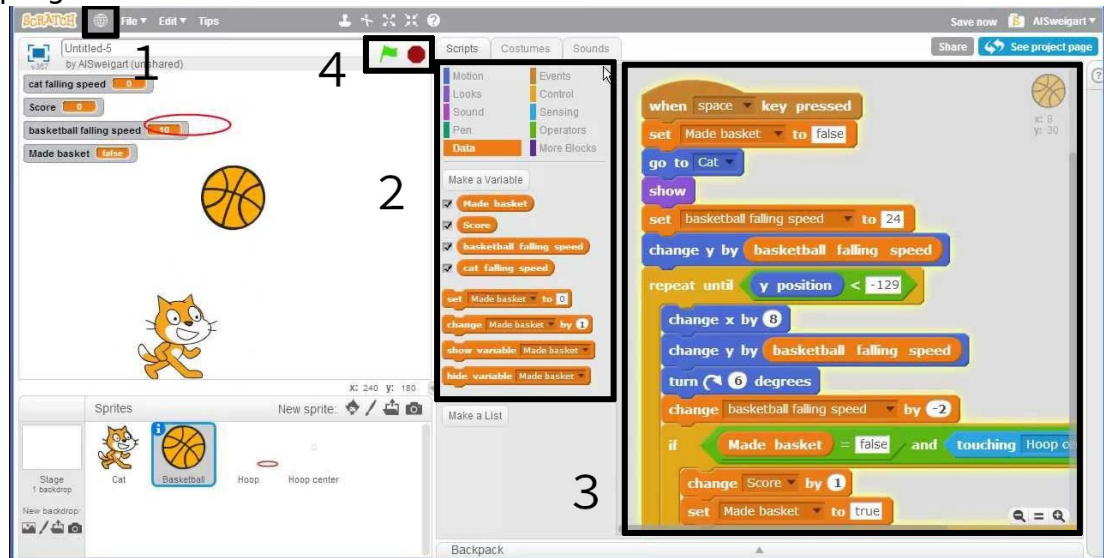 SCRATCH File Edit Tips Save now AlSweigart
1
4
Untitled-5
v357 by AlSweigart (unshared)
Scripts Costumes Sounds
Share See project page
cat falling speed 0
Score 0
basketball falling speed 10
Made basket false
2
Motion Events
Looks Control
Sound Sensing
Pen Operators
Data More Blocks
Make a Variable
Made basket
Score
basketball falling speed
cat falling speed
set Made basket to 0
change Made basket by 1
show variable Made basket
hide variable Made basket
Make a List
3
x: 8
y: 30
when space key pressed
set Made basket to false
go to Cat
show
set basketball falling speed to 24
change y by basketball falling speed
repeat until y position < -129
change x by 8
change y by basketball falling speed
turn 6 degrees
change basketball falling speed by -2
if Made basket = false and touching Hoop ce
change Score by 1
set Made basket to true
X: 240 y: 180
Sprites New sprite:
Stage
1 backdrop
New backdrop:
Cat
Basketball
Hoop
Hoop center
Backpack